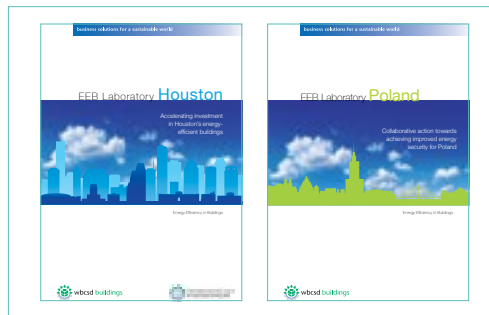 business solutions for a sustainable world
EEB Laboratory Houston
Accelerating investment
in Houston's energy-
efficient buildings
Energy Efficiency in Buildings
wbcsd buildings
business solutions for a sustainable world
EEB Laboratory Poland
Collaborative action towards
achieving improved energy
security for Poland
Energy Efficiency in Buildings
wbcsd buildings